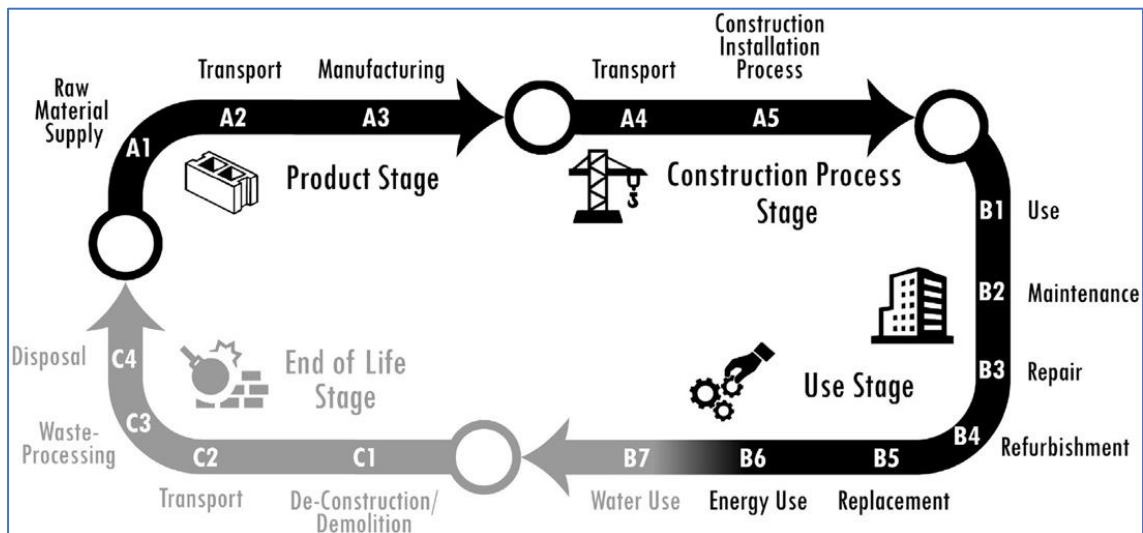 Raw
Material
Supply
A1
Transport
A2
Manufacturing
A3
Product Stage
Transport
A4
Construction
Installation
Process
A5
Construction Process
Stage
B1
Use
B2
Maintenance
B3
Repair
B4
Refurbishment
Use Stage
B5
Replacement
B6
Energy Use
B7
Water Use
C1
De-Construction/
Demolition
C2
Transport
C3
Waste-
Processing
C4
Disposal
End of Life
Stage